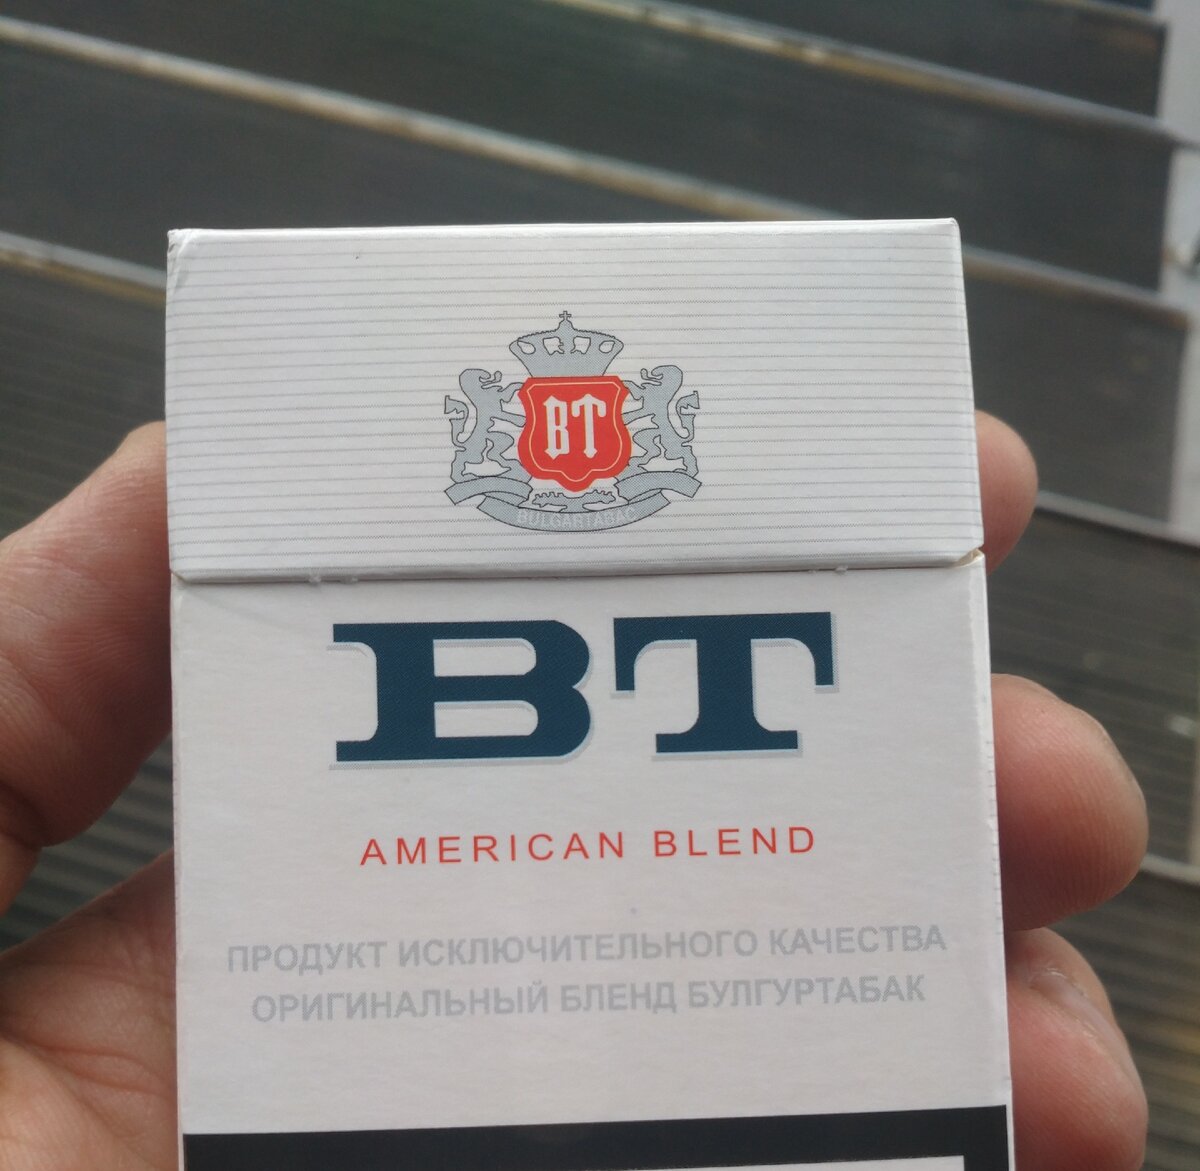 BT
BULGARTABAC
BT
AMERICAN BLEND
ПРОДУКТ ИСКЛЮЧИТЕЛЬНОГО КАЧЕСТВА
ОРИГИНАЛЬНЫЙ БЛЕНД БУЛГУРТАБАК